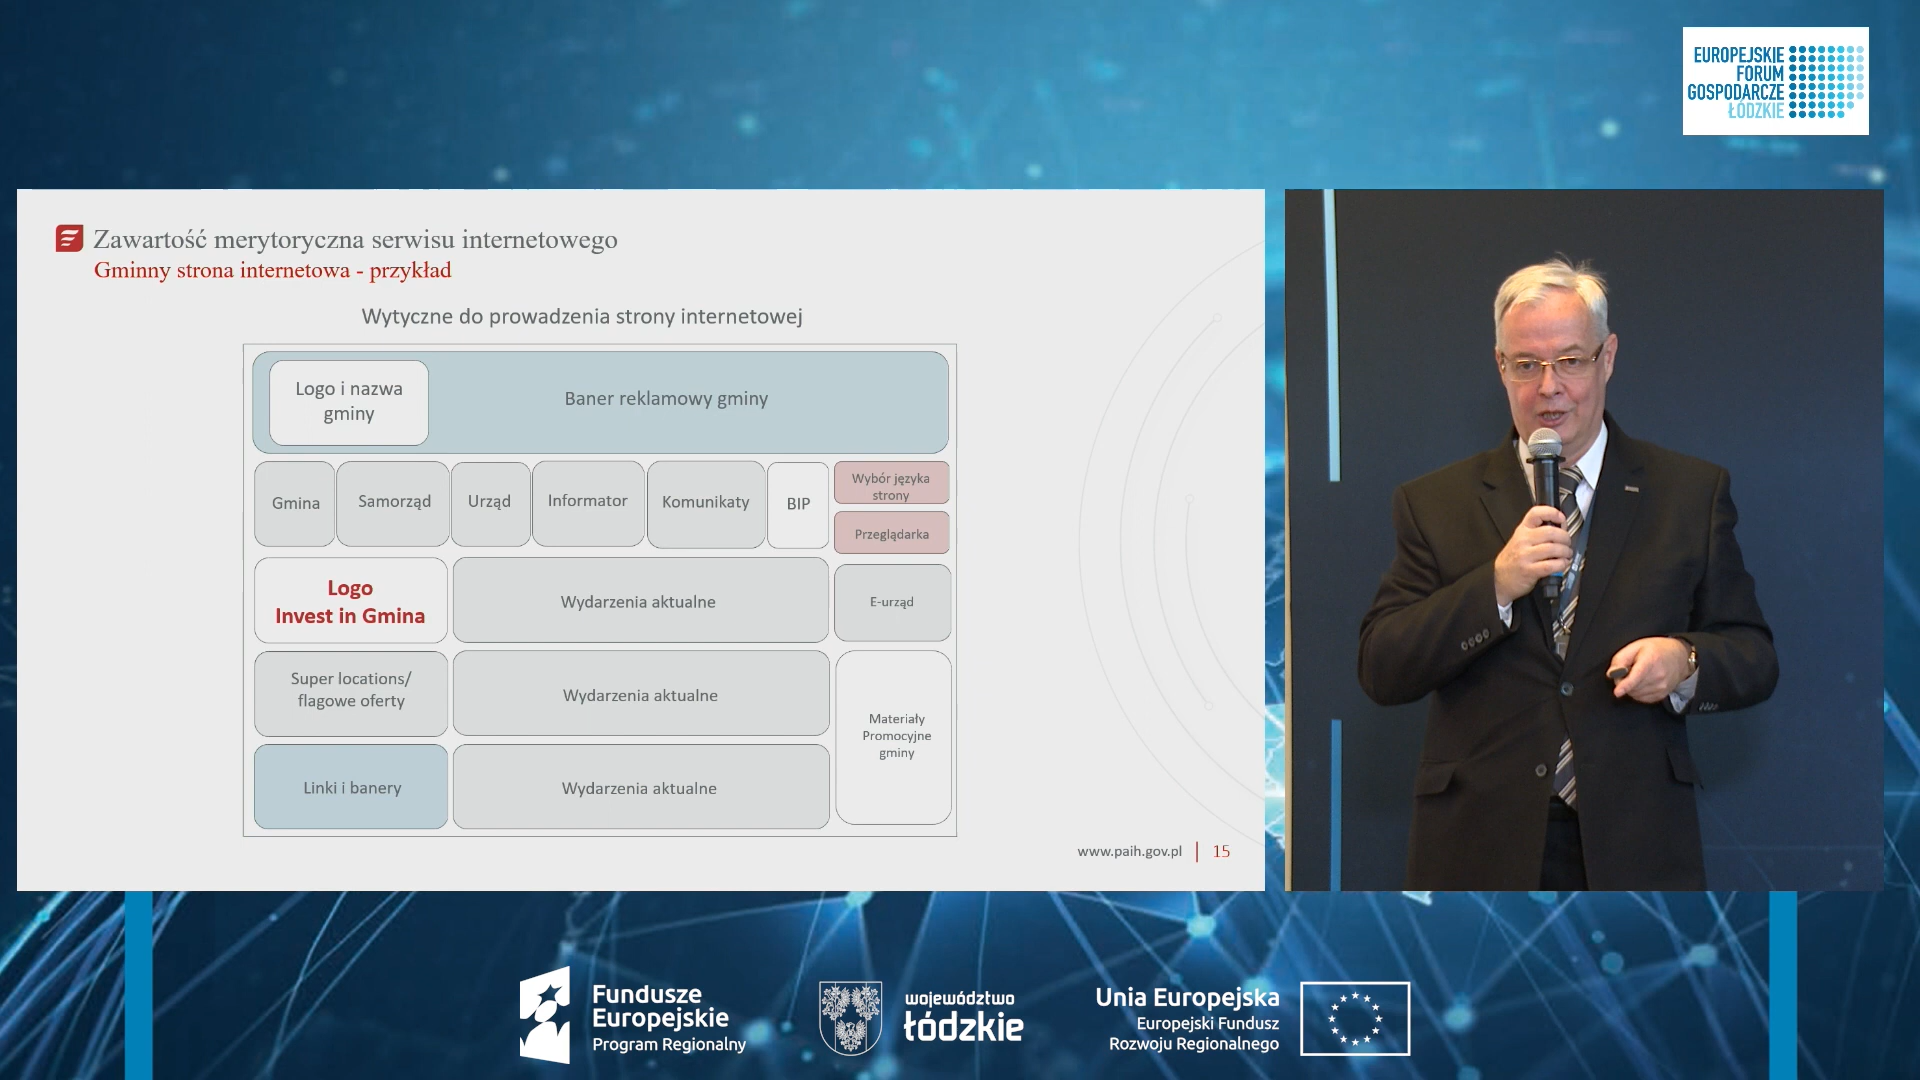 EUROPEJSKIE
FORUM
GOSPODARCZE
ŁÓDZKIE
Zawartość merytoryczna serwisu internetowego
Gminny strona internetowa - przykład
Wytyczne do prowadzenia strony internetowej
Logo i nazwa
gminy
Baner reklamowy gminy
Gmina
Samorząd
Urząd
Informator
Komunikaty
BIP
Wybór języka
strony
Przeglądarka
Logo
Invest in Gmina
Wydarzenia aktualne
E-urząd
Super locations/
flagowe oferty
Wydarzenia aktualne
Materiały
Promocyjne
gminy
Linki i banery
Wydarzenia aktualne
www.paih.gov.pl
15
Fundusze
Europejskie
Program Regionalny
województwo
łódzkie
Unia Europejska
Europejski Fundusz
Rozwoju Regionalnego